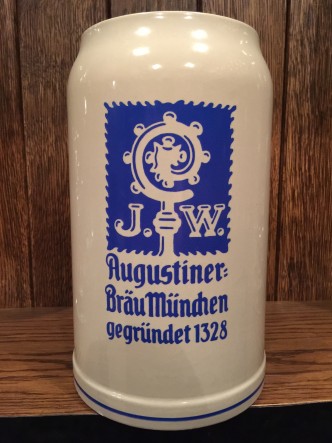 J. W.
Augustiner=
Bräu München
gegründet 1328